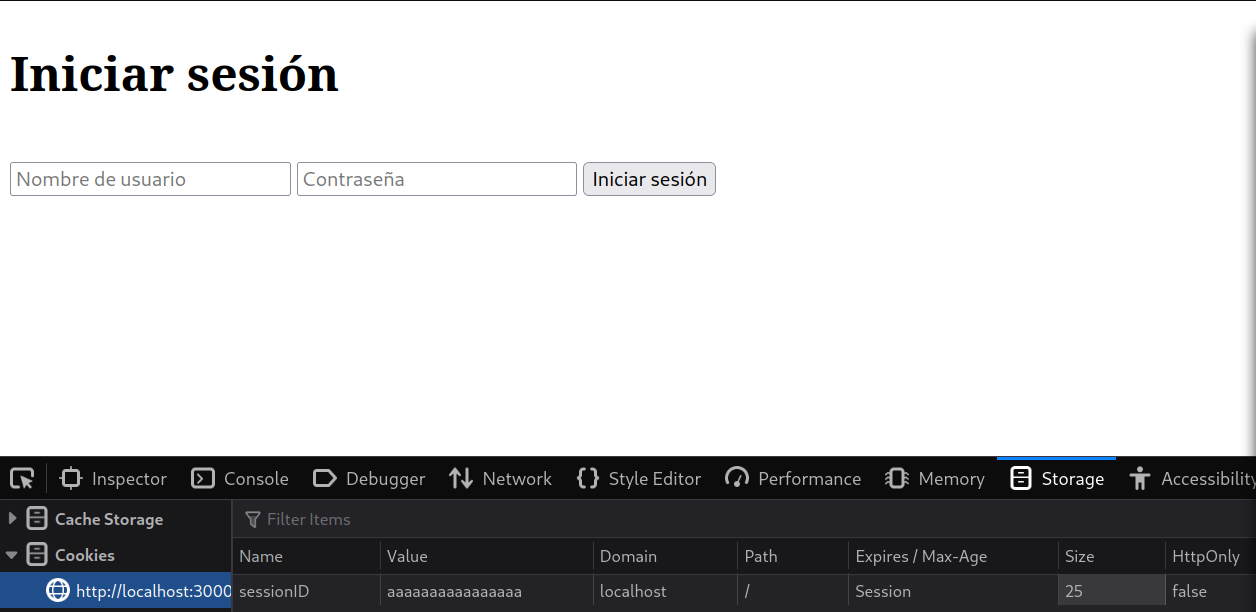 Iniciar sesión
Nombre de usuario Contraseña Iniciar sesión
Inspector Console Debugger Network Style Editor Performance Memory Storage Accessibility
Cache Storage Filter Items
Cookies Name Value Domain Path Expires / Max-Age Size HttpOnly
http://localhost:3000 sessionID aaaaaaaaaaaaaaaa localhost / Session 25 false